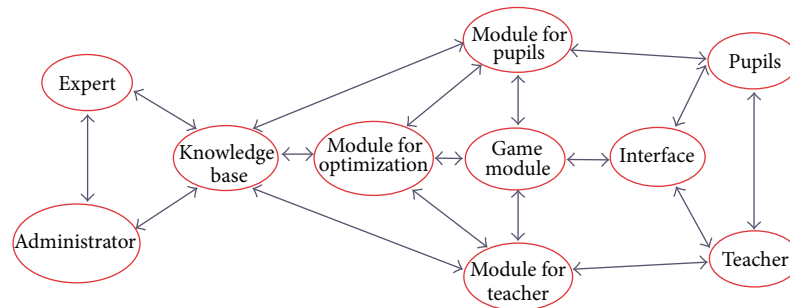 Module for
pupils
Pupils
Expert
Knowledge
base
Module for
optimization
Game
module
Interface
Administrator
Module for
teacher
Teacher